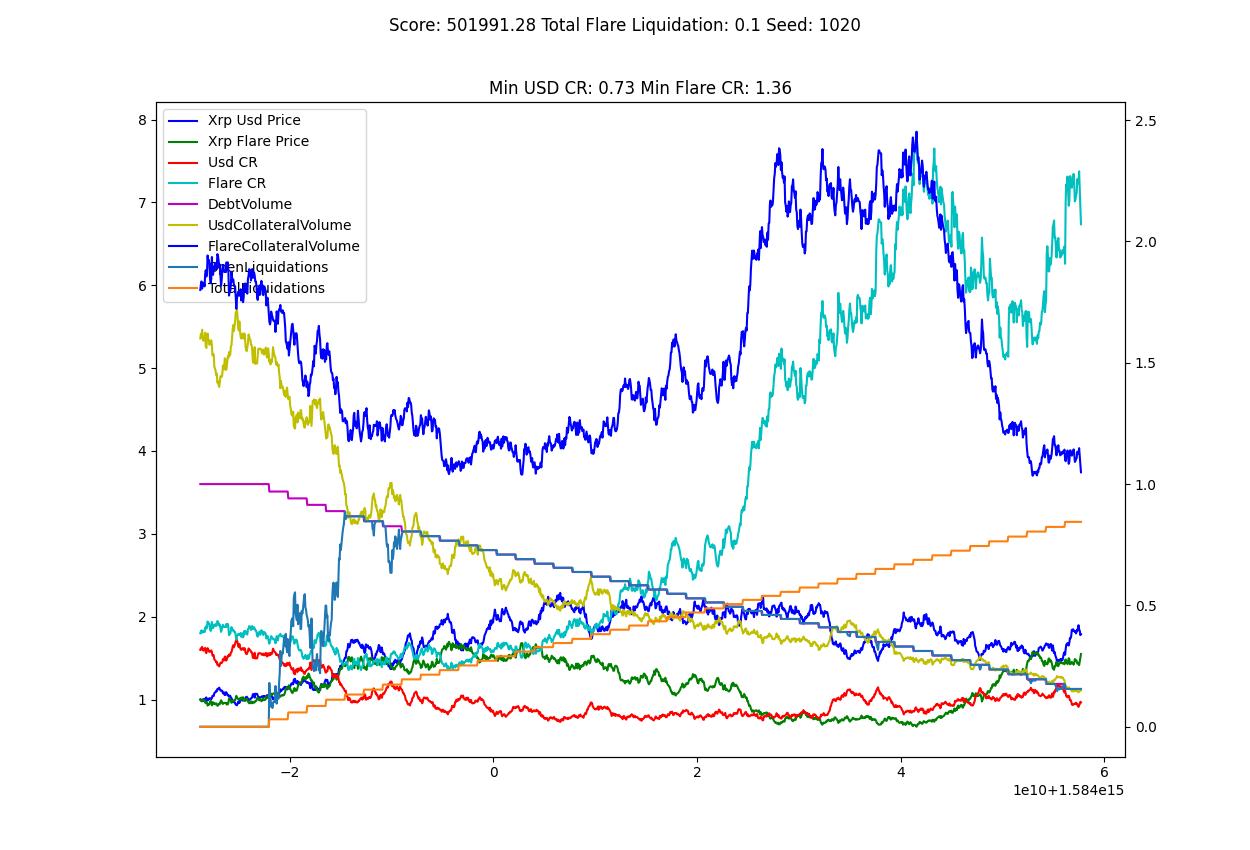 Score: 501991.28 Total Flare Liquidation: 0.1 Seed: 1020
Min USD CR: 0.73 Min Flare CR: 1.36
Xrp Usd Price
Xrp Flare Price
Usd CR
Flare CR
DebtVolume
UsdCollateralVolume
FlareCollateralVolume
OpenLiquidations
TotalLiquidations
8
7
6
5
4
3
2
1
2.5
2.0
1.5
1.0
0.5
0.0
−2
0
2
4
6
1e10+1.584e15